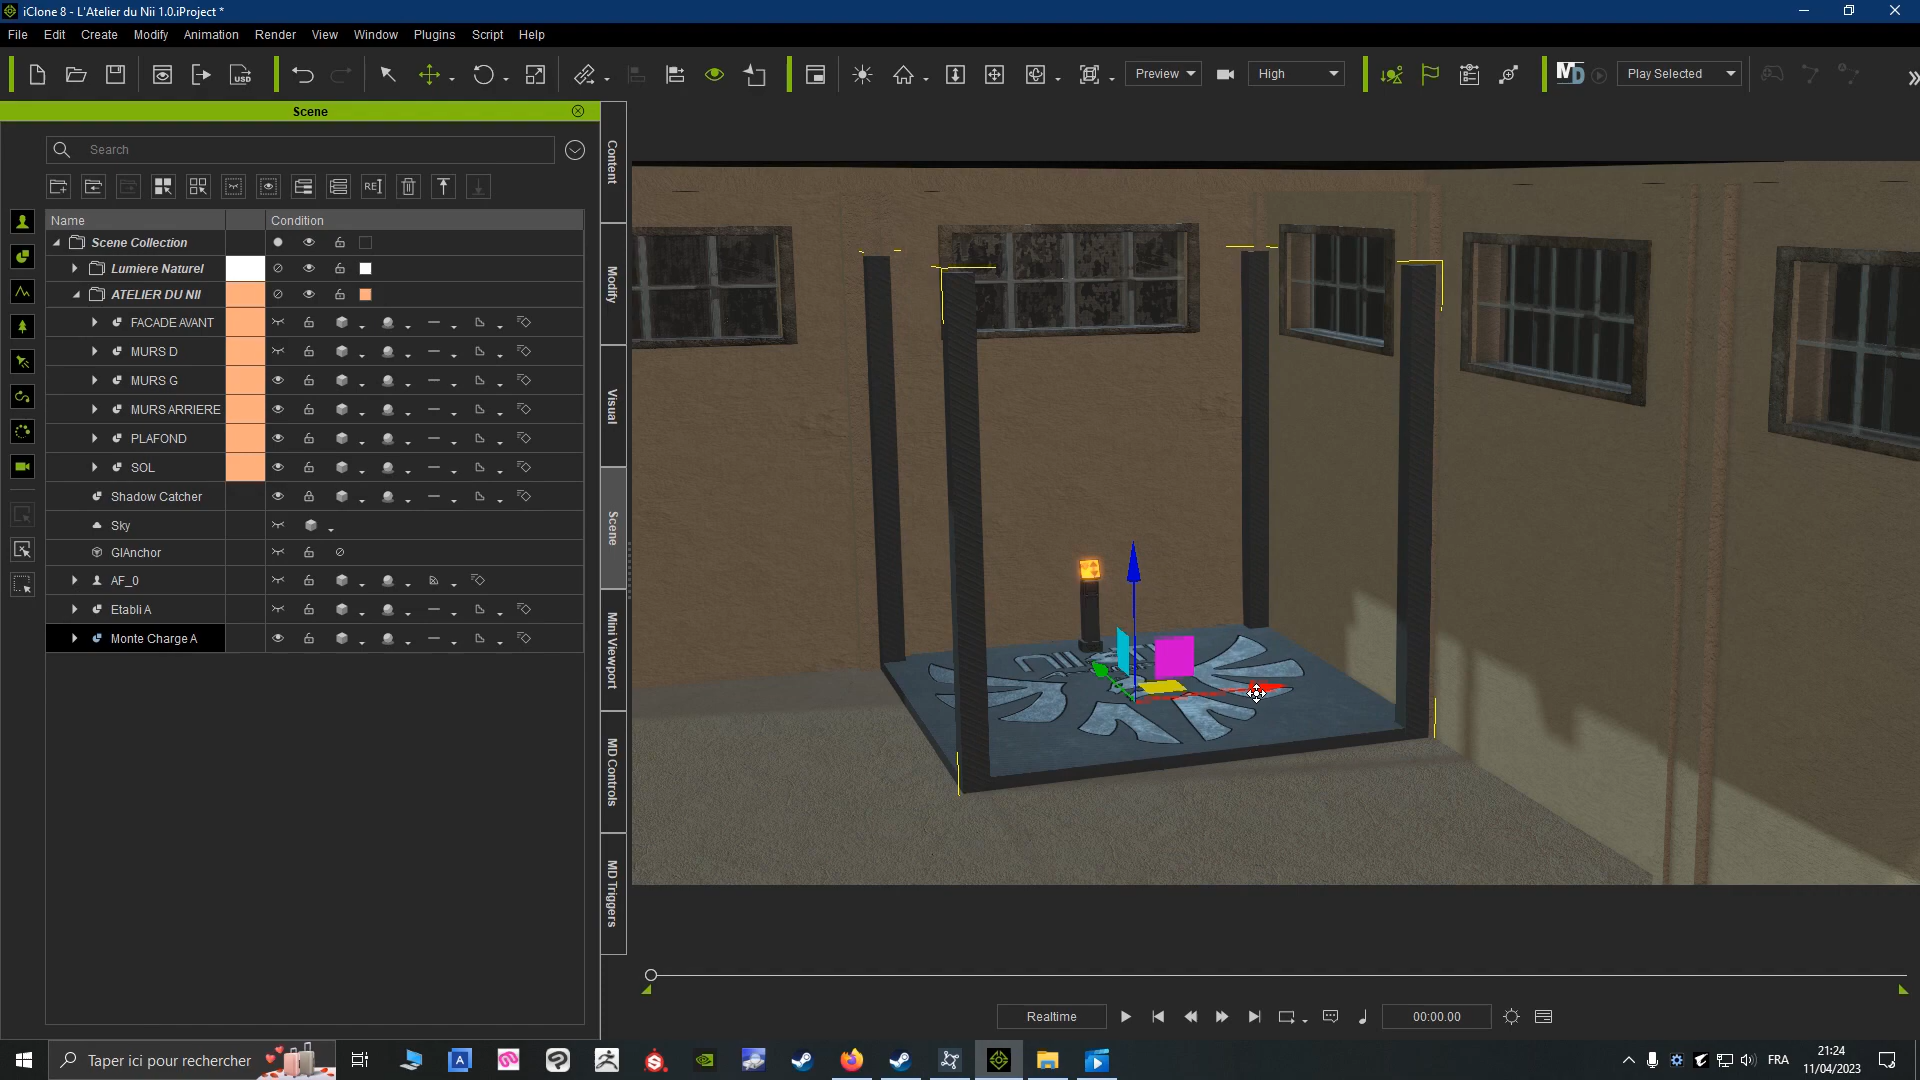 iClone 8 - L'Atelier du Nii 1.0.iProject *
File Edit Create Modify Animation Render View Window Plugins Script Help
USD
Preview
High
MD
Play Selected
Scene
Search
RE
Name
Condition
Scene Collection
Lumiere Naturel
ATELIER DU NII
FACADE AVANT
MURS D
MURS G
MURS ARRIERE
PLAFOND
SOL
Shadow Catcher
Sky
GIAnchor
AF_0
Etabli A
Monte Charge A
Content
Modify
Visual
Scene
Mini Viewport
MD Controls
MD Triggers
Realtime
00:00.00
Taper ici pour rechercher
FRA
21:24
11/04/2023